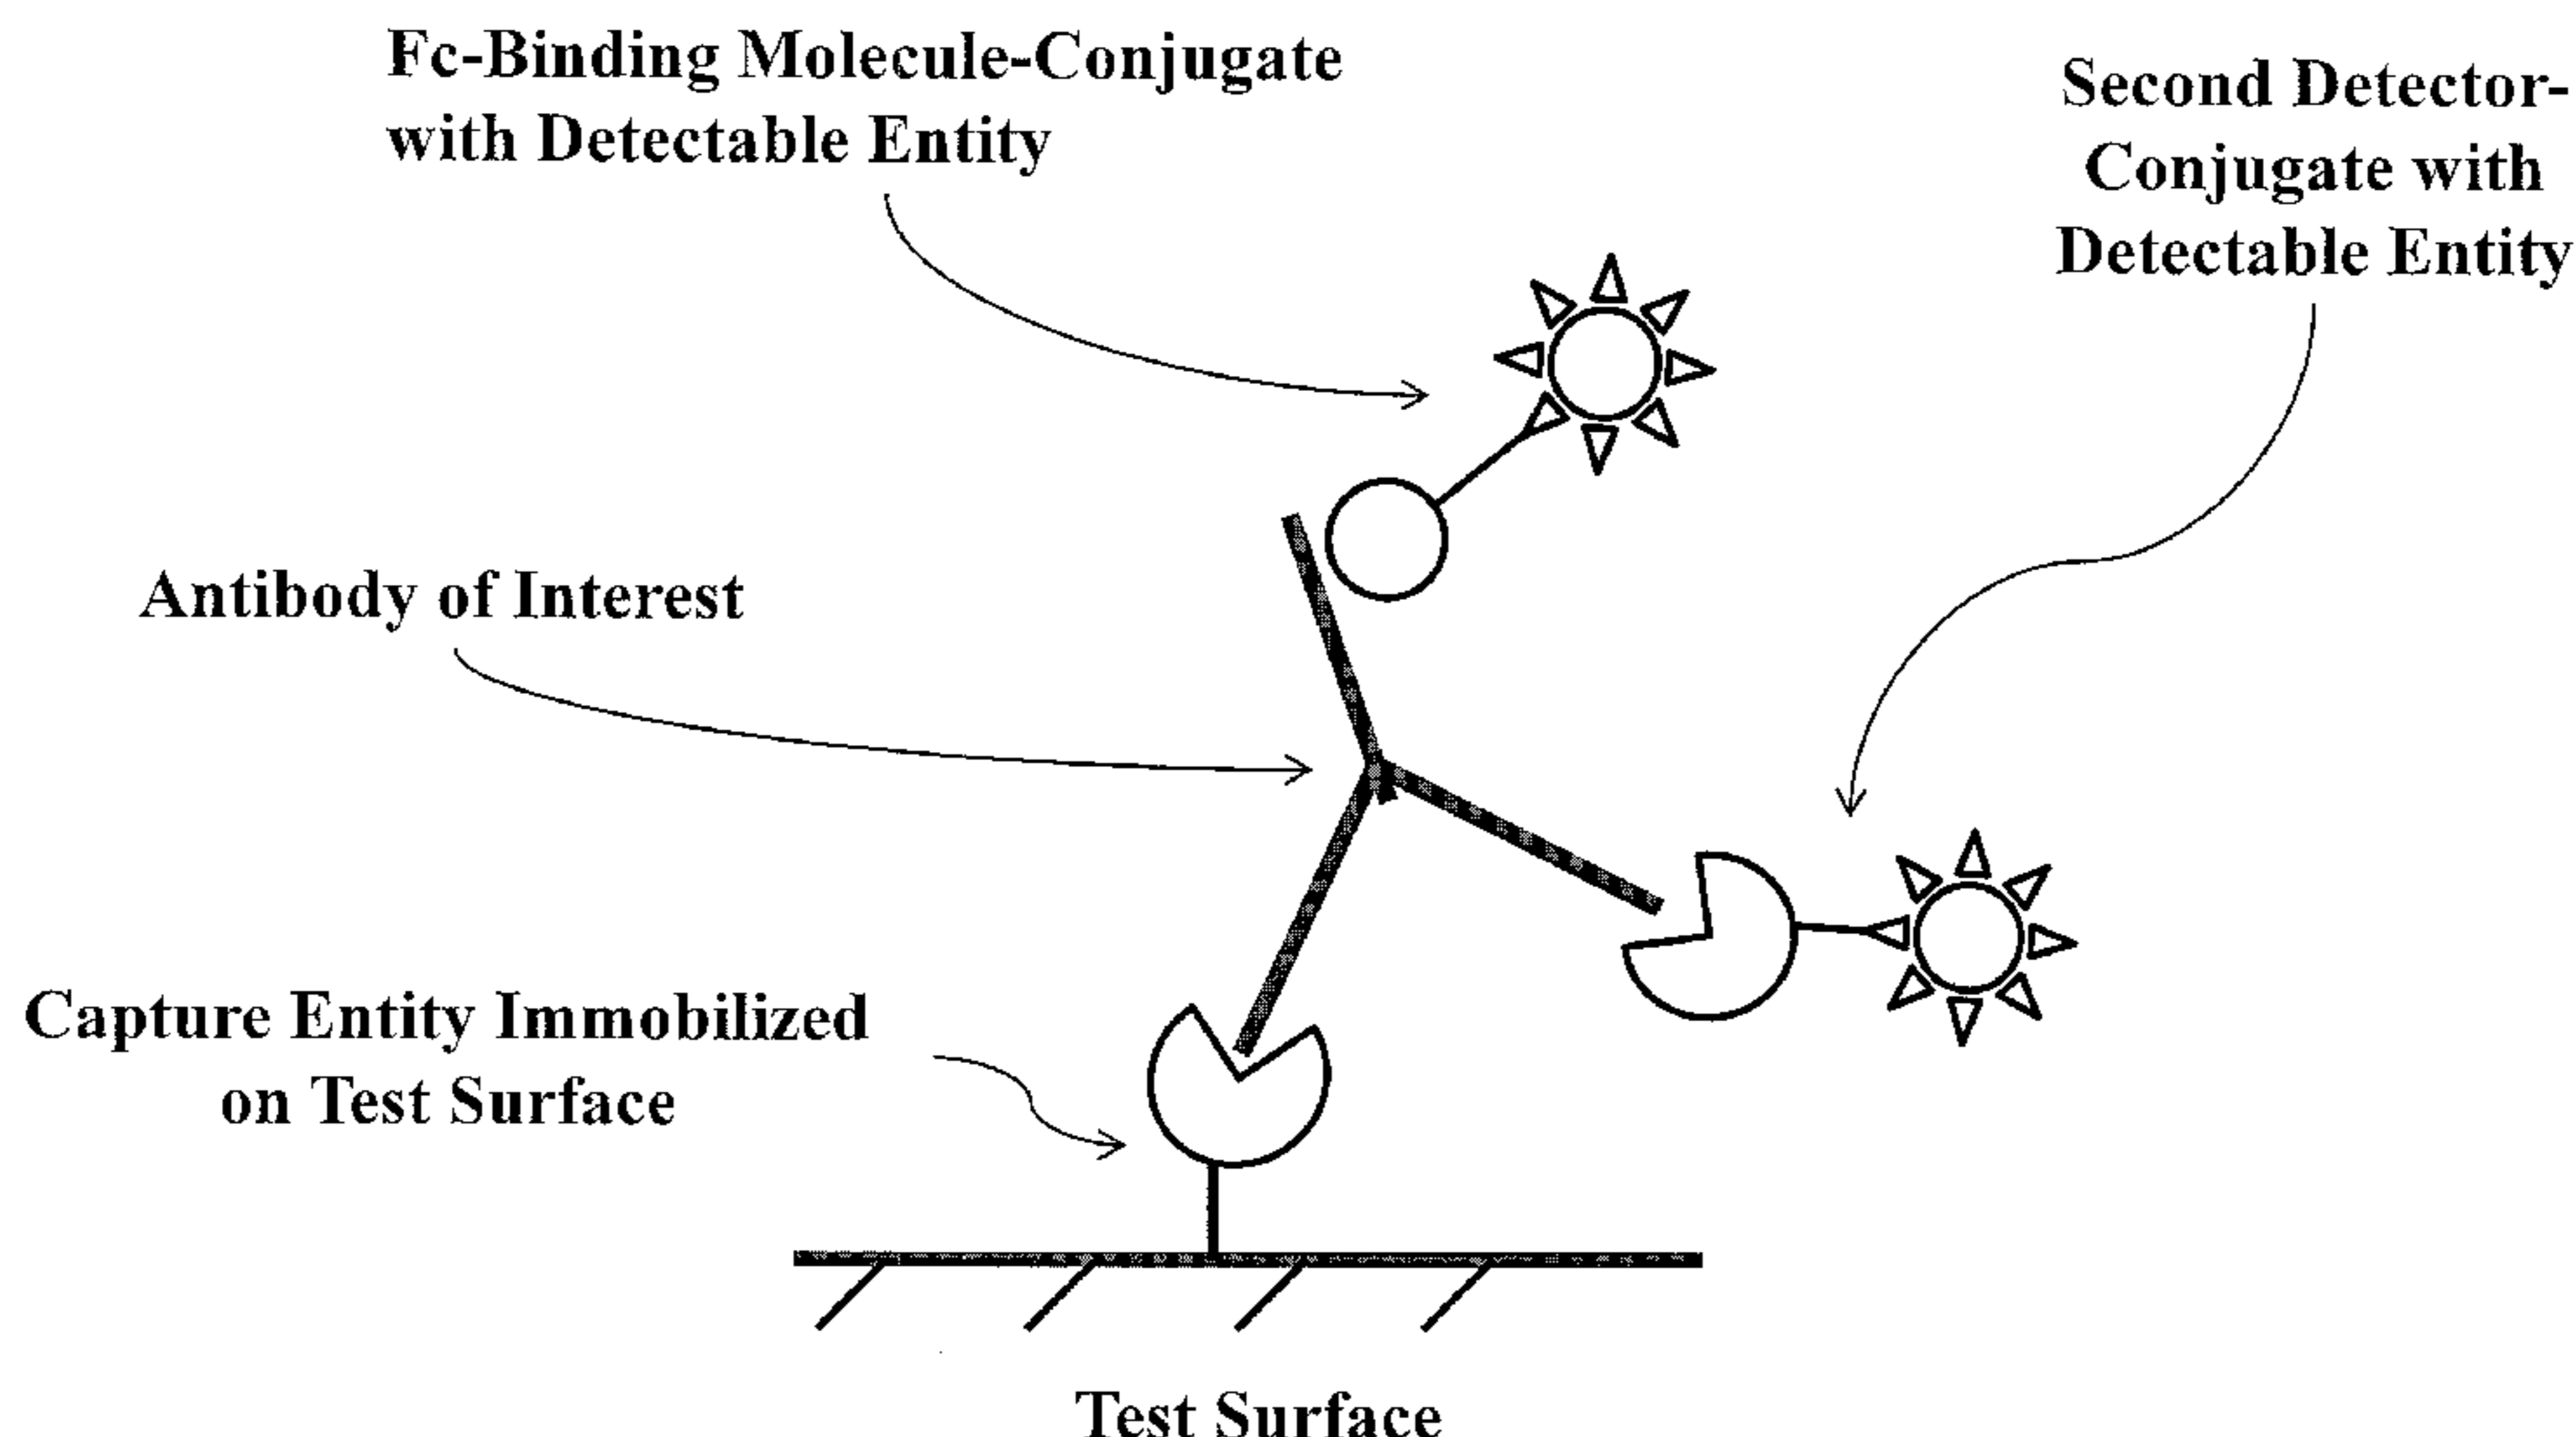 Fc-Binding Molecule-Conjugate
with Detectable Entity
Second Detector-
Conjugate with
Detectable Entity
Antibody of Interest
Capture Entity Immobilized
on Test Surface
Test Surface